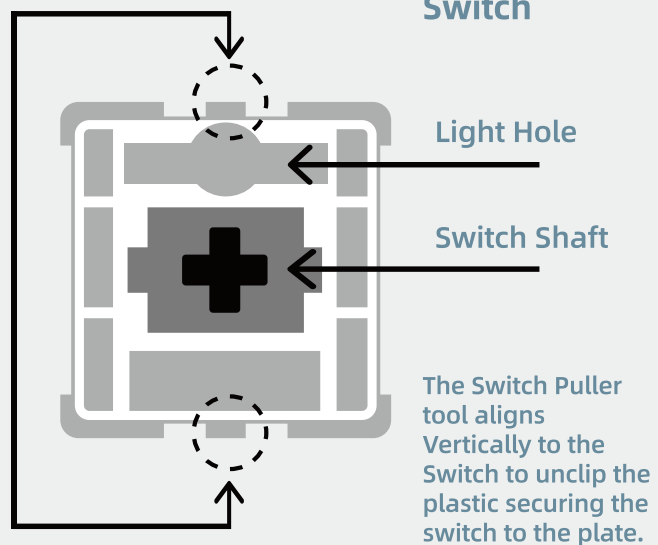 Switch
Light Hole
Switch Shaft
The Switch Puller
tool aligns
Vertically to the
Switch to unclip the
plastic securing the
switch to the plate.